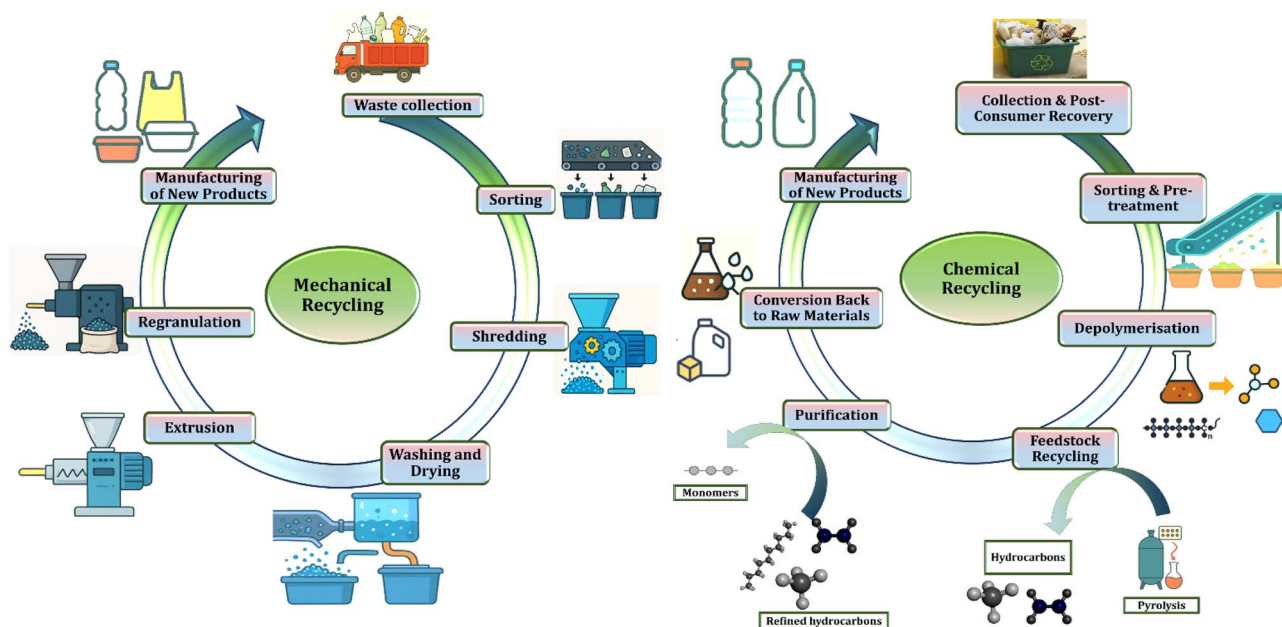 Waste collection
Sorting
Shredding
Washing and
Drying
Extrusion
Regranulation
Manufacturing
of New Products
Mechanical
Recycling
Collection & Post-
Consumer Recovery
Sorting & Pre-
treatment
Depolymerisation
n
Feedstock
Recycling
Pyrolysis
Hydrocarbons
Purification
Monomers
Refined hydrocarbons
Conversion Back
to Raw Materials
Manufacturing
of New Products
Chemical
Recycling